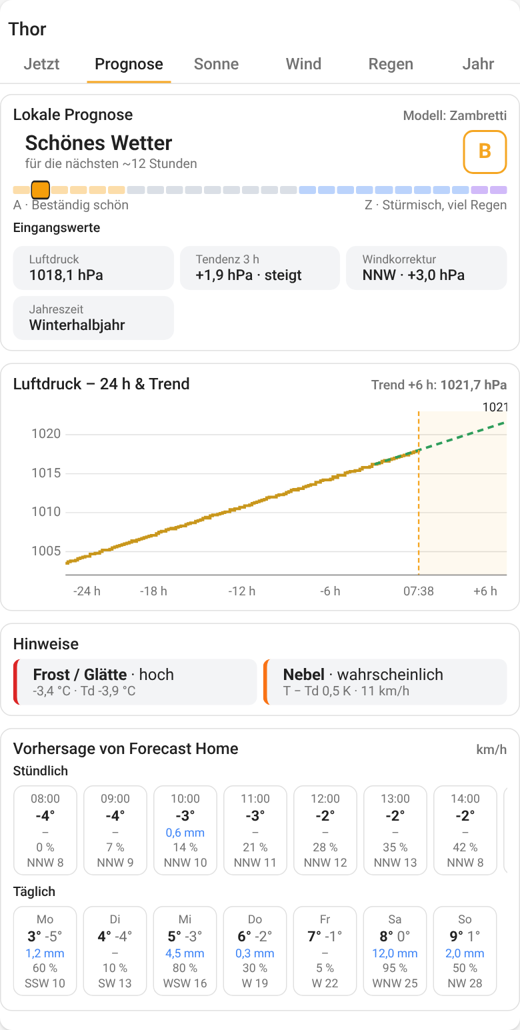 Thor
Jetzt Prognose Sonne Wind Regen Jahr
Lokale Prognose Modell: Zambretti
Schönes Wetter B
für die nächsten ~12 Stunden
A · Beständig schön Z · Stürmisch, viel Regen
Eingangswerte
Luftdruck Tendenz 3 h Windkorrektur
1018,1 hPa +1,9 hPa · steigt NNW · +3,0 hPa
Jahreszeit
Winterhalbjahr
Luftdruck – 24 h & Trend Trend +6 h: 1021,7 hPa
1021
1020
1015
1010
1005
-24 h -18 h -12 h -6 h 07:38 +6 h
Hinweise
Frost / Glätte · hoch Nebel · wahrscheinlich
-3,4 °C · Td -3,9 °C T − Td 0,5 K · 11 km/h
Vorhersage von Forecast Home km/h
Stündlich
08:00 09:00 10:00 11:00 12:00 13:00 14:00
-4° -4° -3° -3° -2° -2° -2°
– – 0,6 mm – – – –
0 % 7 % 14 % 21 % 28 % 35 % 42 %
NNW 8 NNW 9 NNW 10 NNW 11 NNW 12 NNW 13 NNW 8
Täglich
Mo Di Mi Do Fr Sa So
3° -5° 4° -4° 5° -3° 6° -2° 7° -1° 8° 0° 9° 1°
1,2 mm – 4,5 mm 0,3 mm – 12,0 mm 2,0 mm
60 % 10 % 80 % 30 % 5 % 95 % 50 %
SSW 10 SW 13 WSW 16 W 19 W 22 WNW 25 NW 28